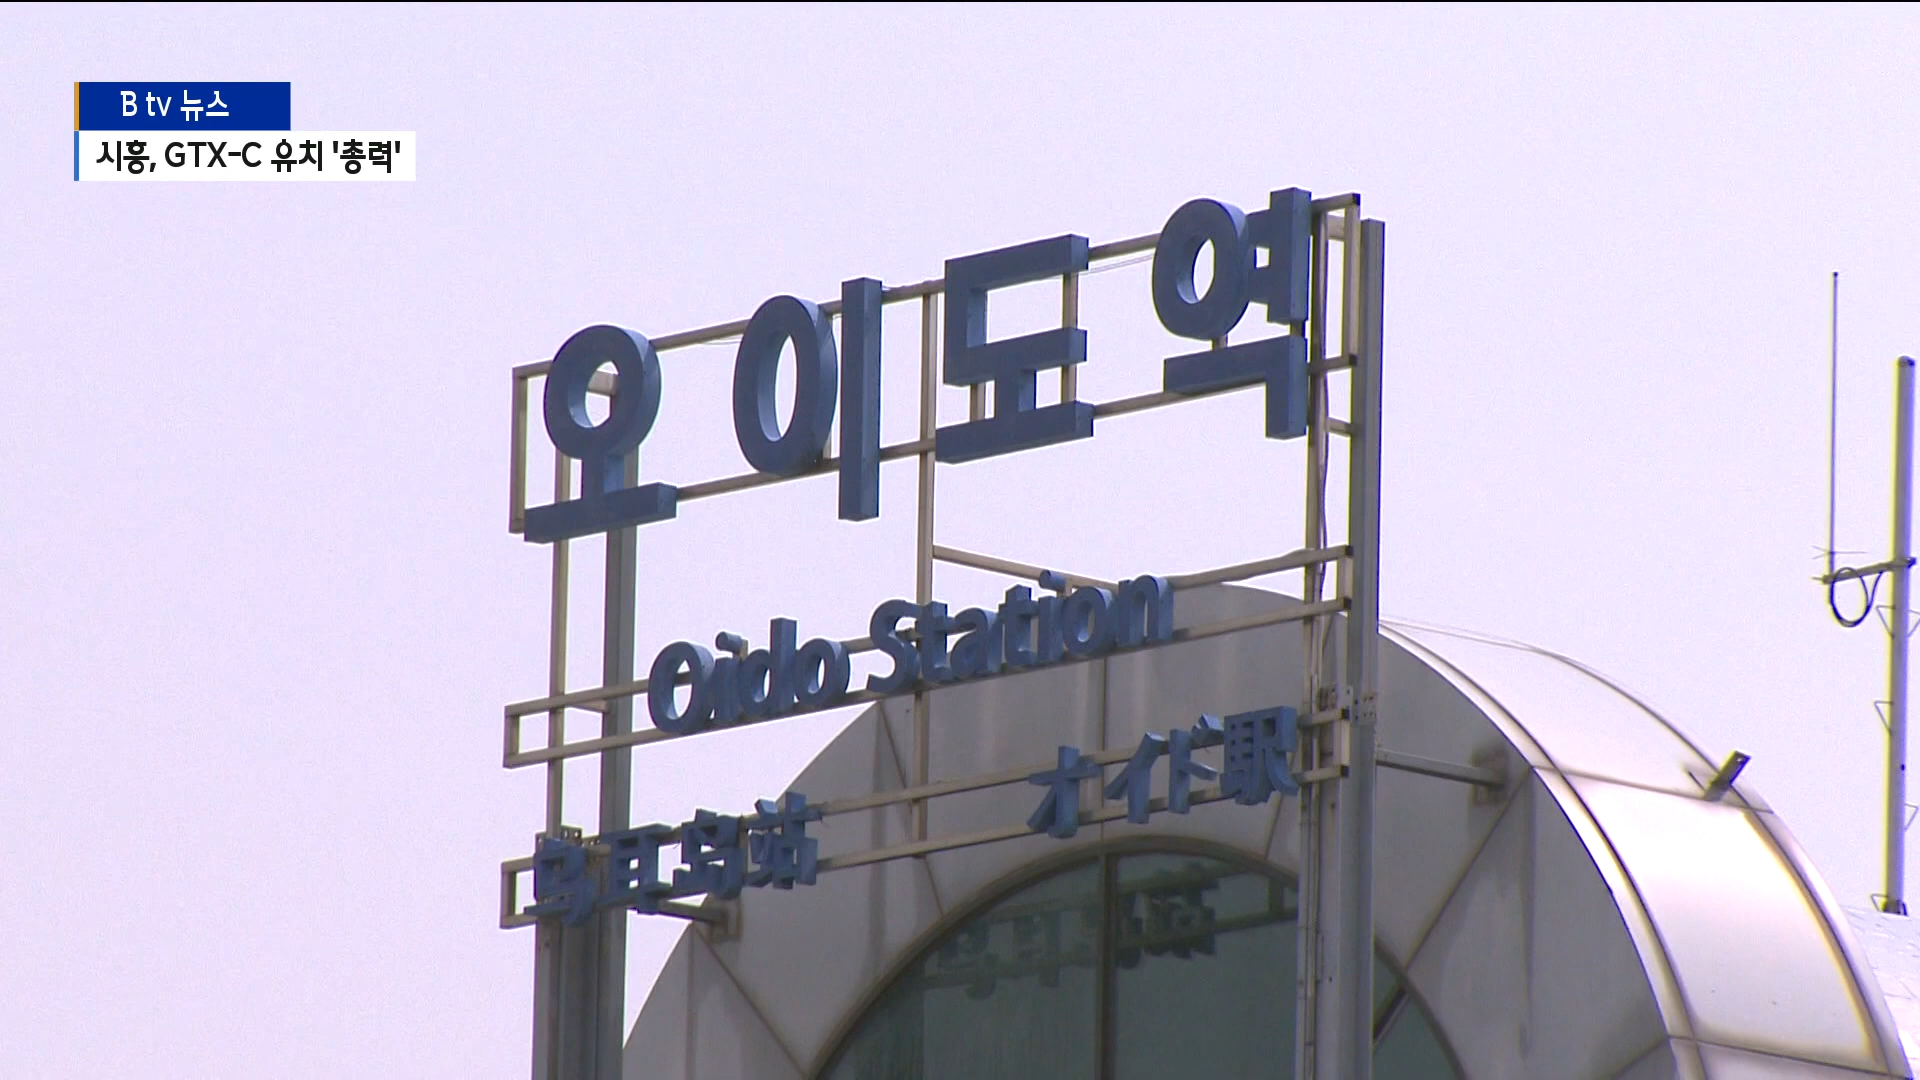 B tv 뉴스
시흥, GTX-C 유치 '총력'
오이도역
Oido Station
乌耳岛站 オイド駅